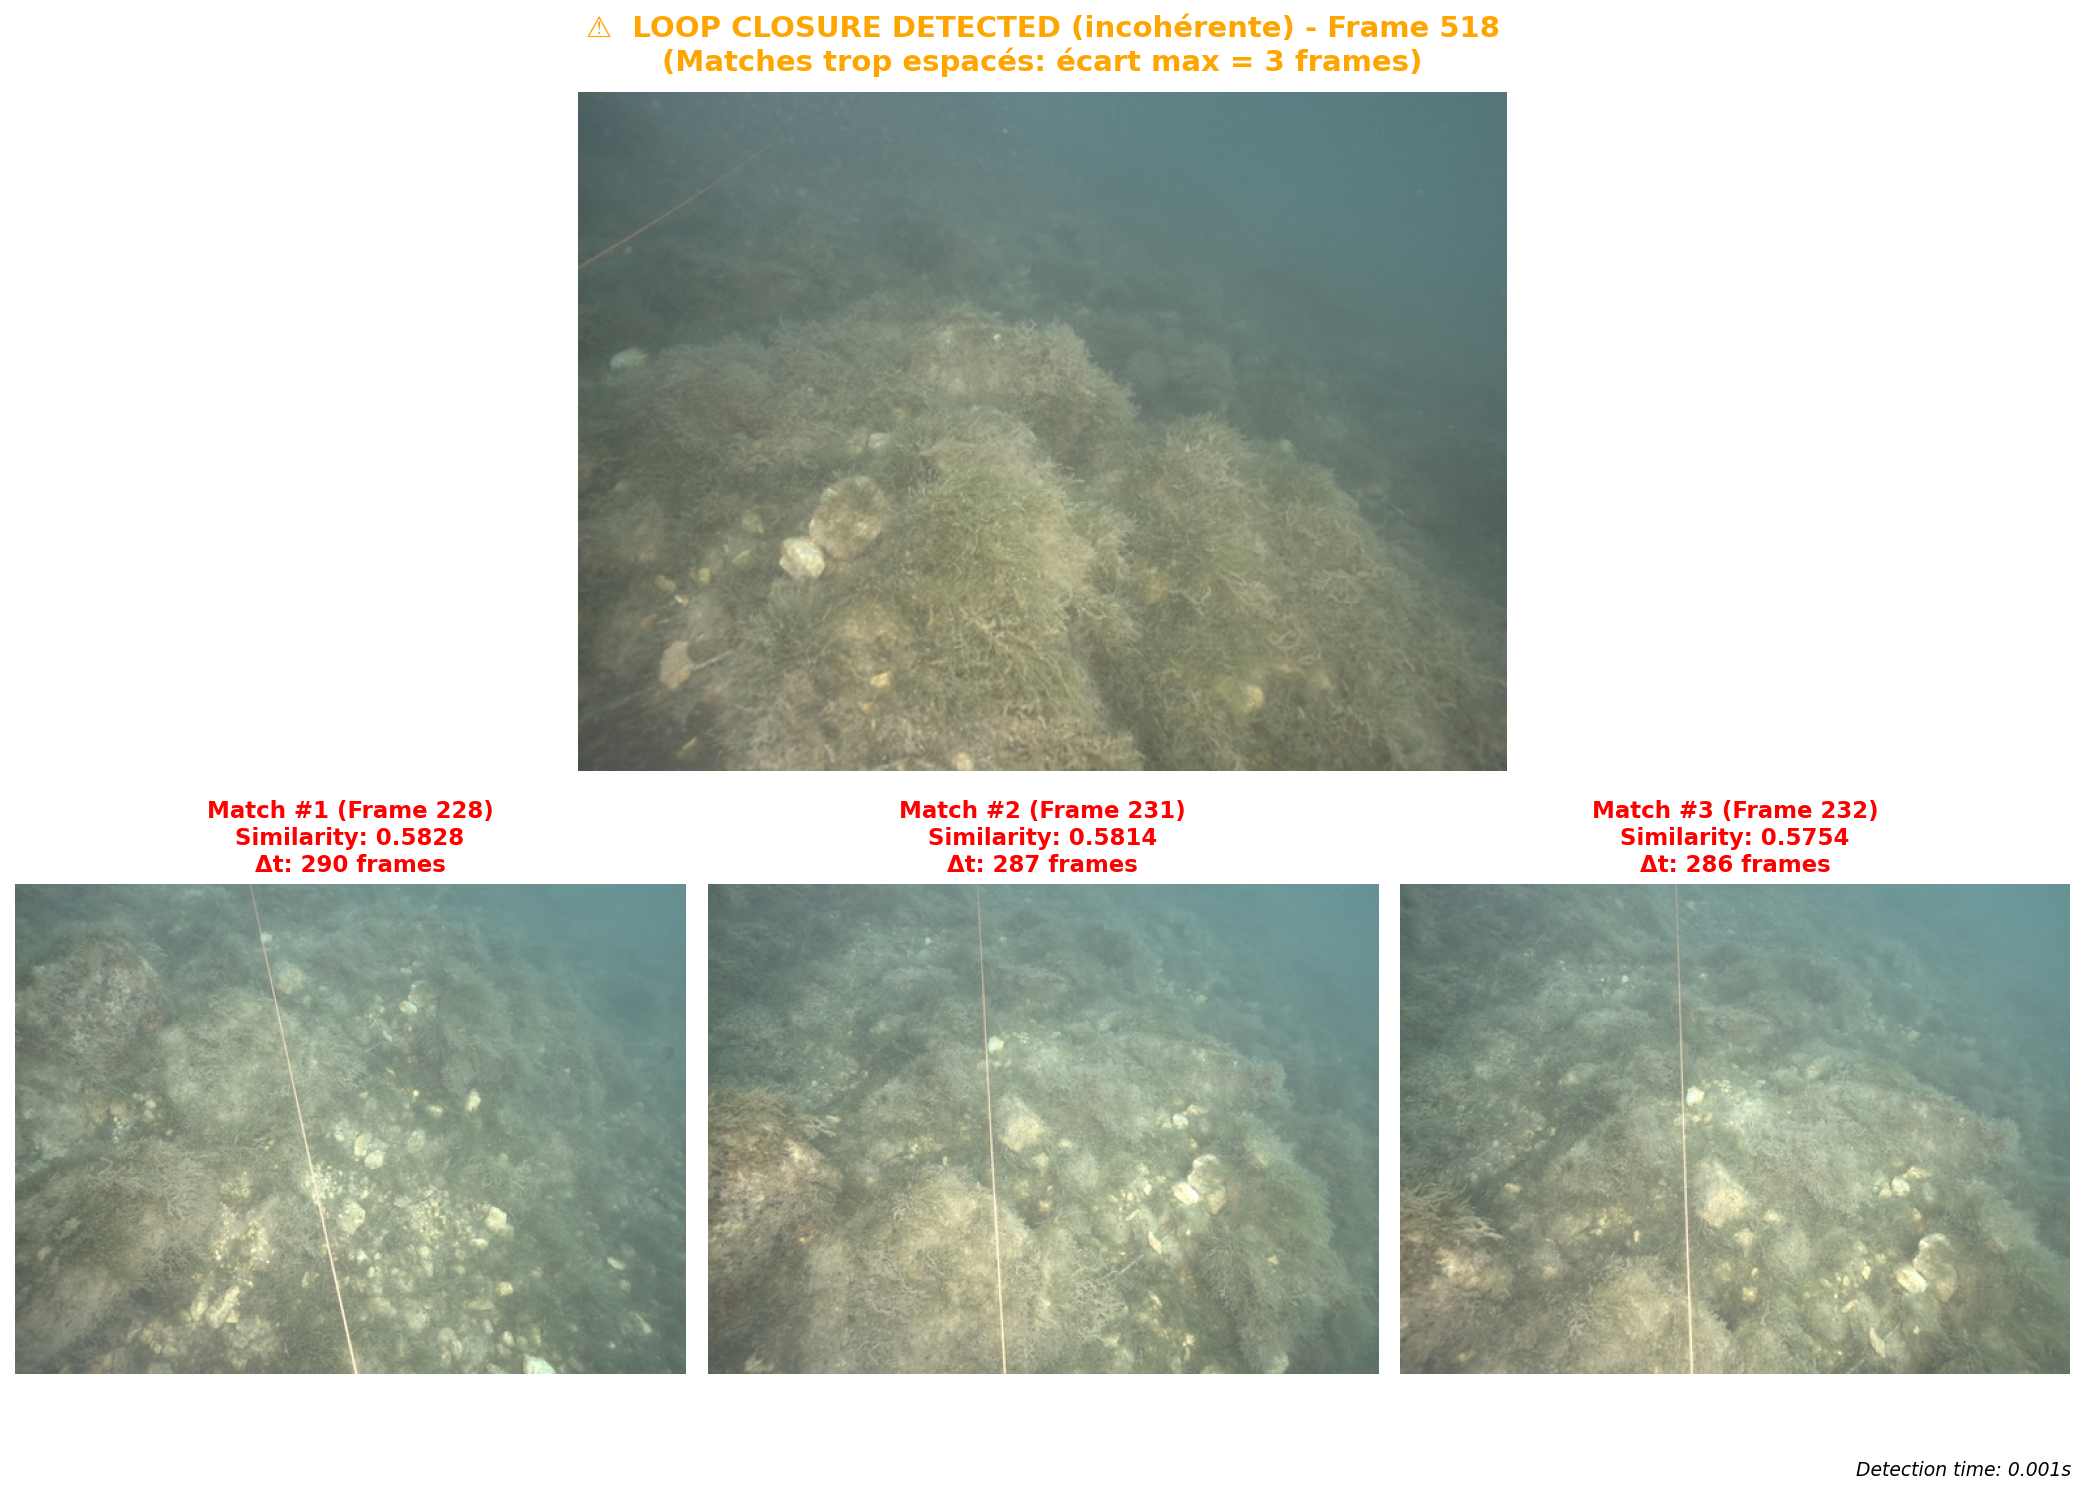 ⚠ LOOP CLOSURE DETECTED (incohérente) - Frame 518
(Matches trop espacés: écart max = 3 frames)
Match #1 (Frame 228)
Similarity: 0.5828
Δt: 290 frames
Match #2 (Frame 231)
Similarity: 0.5814
Δt: 287 frames
Match #3 (Frame 232)
Similarity: 0.5754
Δt: 286 frames
Detection time: 0.001s